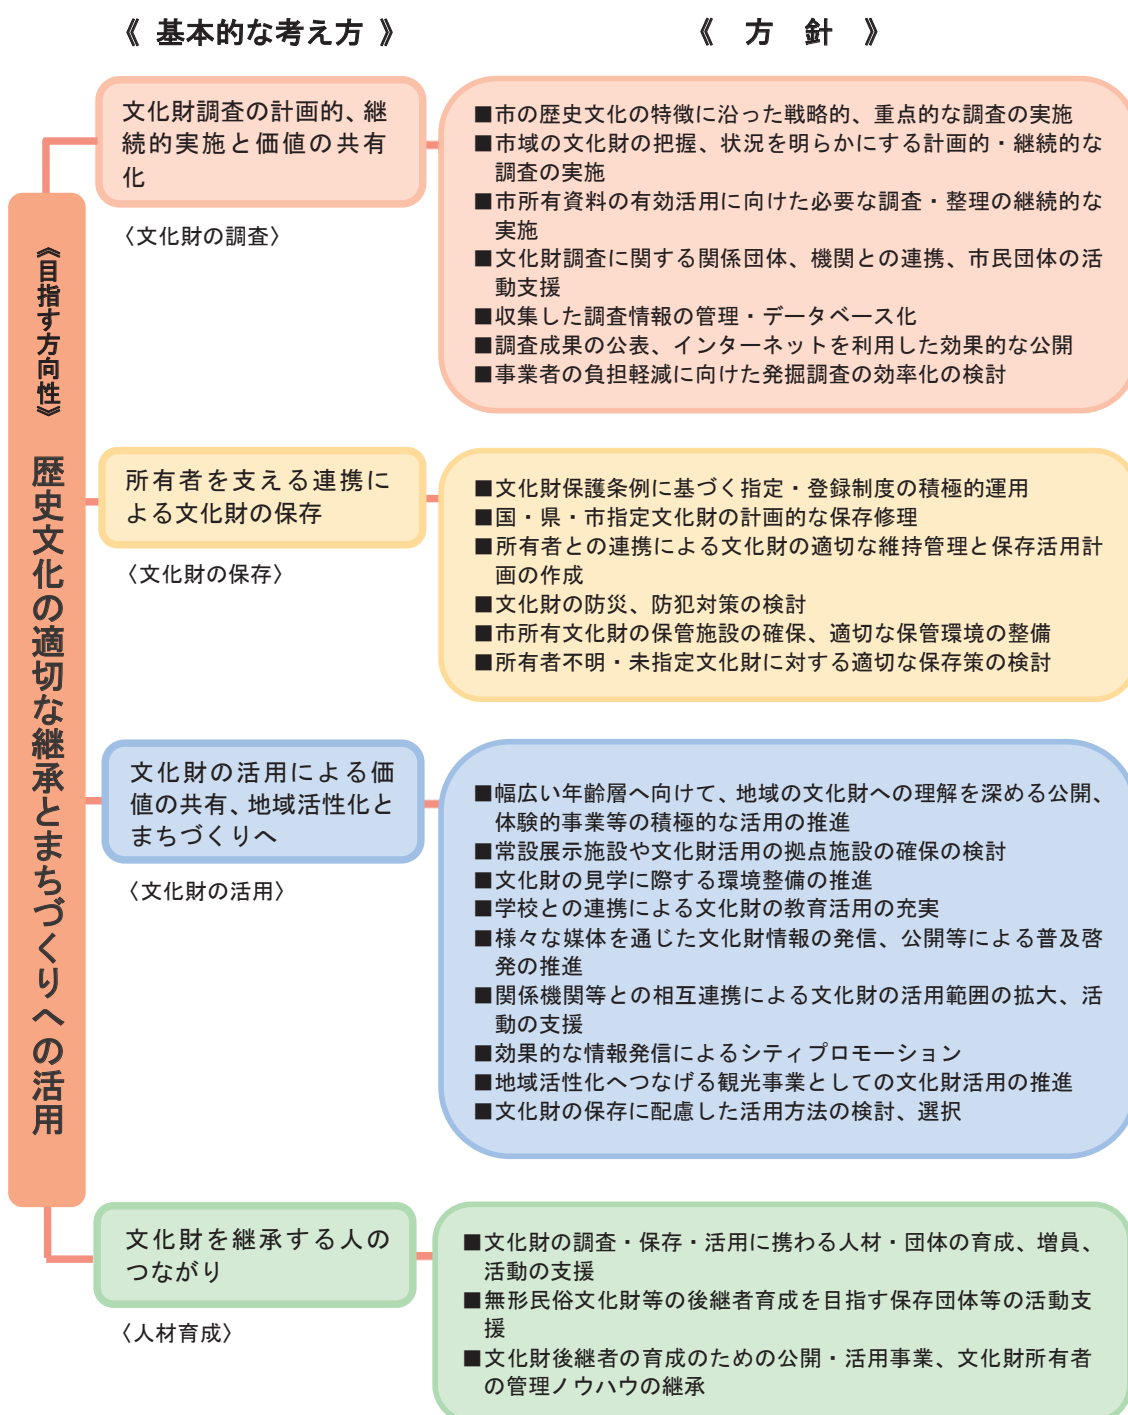 《 基本的な考え方 》
《 方 針 》
《目指す方向性》 歴史文化の適切な継承とまちづくりへの活用
文化財調査の計画的、継
続的実施と価値の共有
化
〈文化財の調査〉
■市の歴史文化の特徴に沿った戦略的、重点的な調査の実施
■市域の文化財の把握、状況を明らかにする計画的・継続的な
調査の実施
■市所有資料の有効活用に向けた必要な調査・整理の継続的な
実施
■文化財調査に関する関係団体、機関との連携、市民団体の活
動支援
■収集した調査情報の管理・データベース化
■調査成果の公表、インターネットを利用した効果的な公開
■事業者の負担軽減に向けた発掘調査の効率化の検討
所有者を支える連携に
よる文化財の保存
〈文化財の保存〉
■文化財保護条例に基づく指定・登録制度の積極的運用
■国・県・市指定文化財の計画的な保存修理
■所有者との連携による文化財の適切な維持管理と保存活用計
画の作成
■文化財の防災、防犯対策の検討
■市所有文化財の保管施設の確保、適切な保管環境の整備
■所有者不明・未指定文化財に対する適切な保存策の検討
文化財の活用による価
値の共有、地域活性化と
まちづくりへ
〈文化財の活用〉
■幅広い年齢層へ向けて、地域の文化財への理解を深める公開、
体験的事業等の積極的な活用の推進
■常設展示施設や文化財活用の拠点施設の確保の検討
■文化財の見学に際する環境整備の推進
■学校との連携による文化財の教育活用の充実
■様々な媒体を通じた文化財情報の発信、公開等による普及啓
発の推進
■関係機関等との相互連携による文化財の活用範囲の拡大、活
動の支援
■効果的な情報発信によるシティプロモーション
■地域活性化へつなげる観光事業としての文化財活用の推進
■文化財の保存に配慮した活用方法の検討、選択
文化財を継承する人の
つながり
〈人材育成〉
■文化財の調査・保存・活用に携わる人材・団体の育成、増員、
活動の支援
■無形民俗文化財等の後継者育成を目指す保存団体等の活動支
援
■文化財後継者の育成のための公開・活用事業、文化財所有者
の管理ノウハウの継承